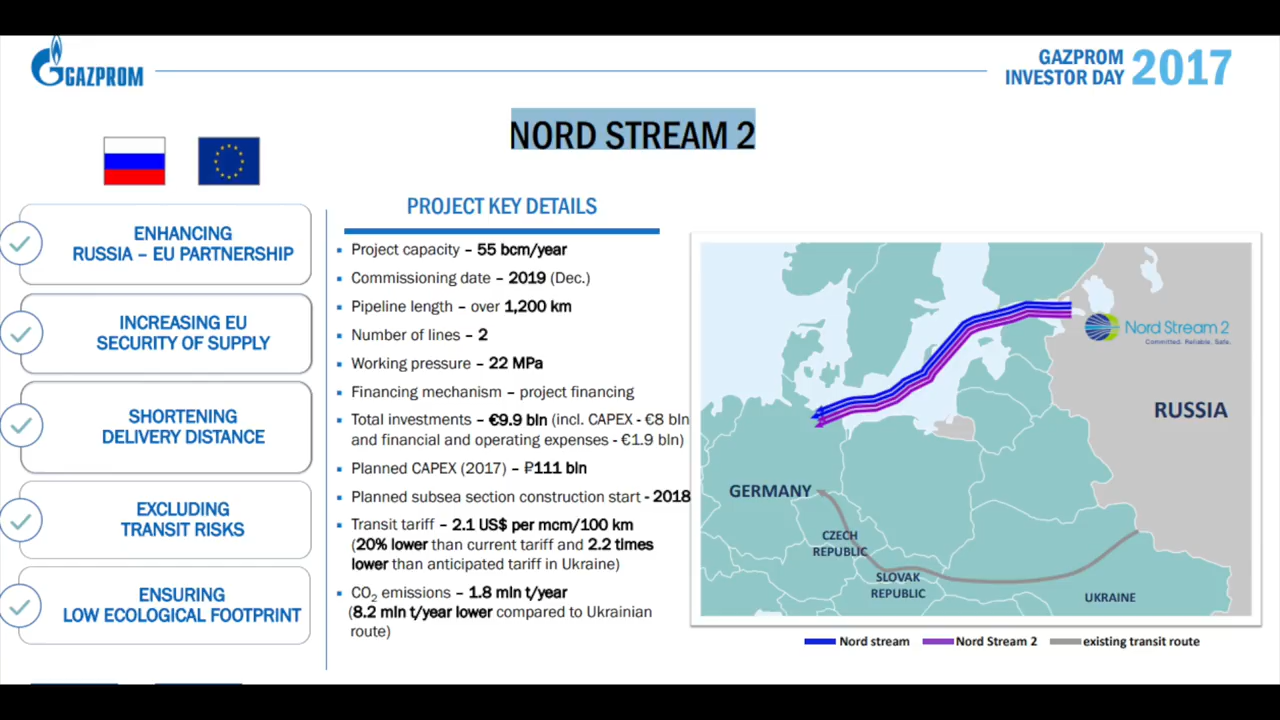 GAZPROM
GAZPROM
INVESTOR DAY 2017
NORD STREAM 2
ENHANCING
RUSSIA – EU PARTNERSHIP
INCREASING EU
SECURITY OF SUPPLY
SHORTENING
DELIVERY DISTANCE
EXCLUDING
TRANSIT RISKS
ENSURING
LOW ECOLOGICAL FOOTPRINT
PROJECT KEY DETAILS
▪ Project capacity – 55 bcm/year
▪ Commissioning date – 2019 (Dec.)
▪ Pipeline length – over 1,200 km
▪ Number of lines – 2
▪ Working pressure – 22 MPa
▪ Financing mechanism – project financing
▪ Total investments – €9.9 bln (incl. CAPEX - €8 bln
and financial and operating expenses - €1.9 bln)
▪ Planned CAPEX (2017) – ₽111 bln
▪ Planned subsea section construction start - 2018
▪ Transit tariff – 2.1 US$ per mcm/100 km
(20% lower than current tariff and 2.2 times
lower than anticipated tariff in Ukraine)
▪ CO₂ emissions – 1.8 mln t/year
(8.2 mln t/year lower compared to Ukrainian
route)
Nord Stream 2
Committed. Reliable. Safe.
RUSSIA
GERMANY
CZECH
REPUBLIC
SLOVAK
REPUBLIC
UKRAINE
Nord stream
Nord Stream 2
existing transit route